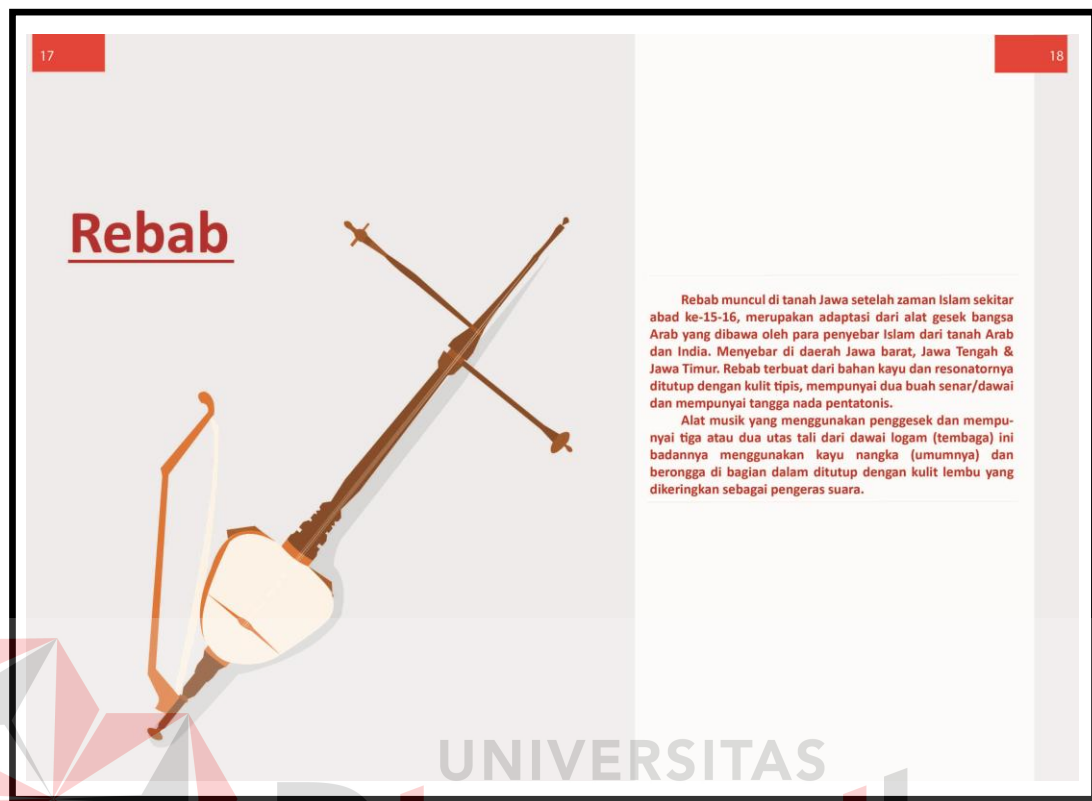 17
18
Rebab
Rebab muncul di tanah Jawa setelah zaman Islam sekitar
abad ke-15-16, merupakan adaptasi dari alat gesek bangsa
Arab yang dibawa oleh para penyebar Islam dari tanah Arab
dan India. Menyebar di daerah Jawa barat, Jawa Tengah &
Jawa Timur. Rebab terbuat dari bahan kayu dan resonatornya
ditutup dengan kulit tipis, mempunyai dua buah senar/dawai
dan mempunyai tangga nada pentatonis.
Alat musik yang menggunakan penggesek dan mempu-
nyai tiga atau dua utas tali dari dawai logam (tembaga) ini
badannya menggunakan kayu nangka (umumnya) dan
berongga di bagian dalam ditutup dengan kulit lembu yang
dikeringkan sebagai pengeras suara.
UNIVERSITAS